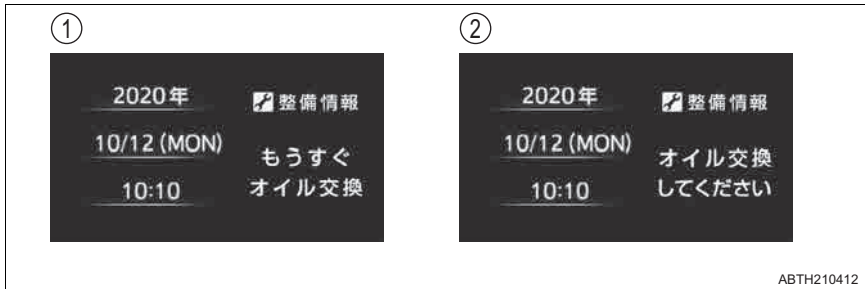 ①
2020年
整備情報
10/12 (MON)
もうすぐ
オイル交換
10:10
②
2020年
整備情報
10/12 (MON)
オイル交換
してください
10:10
ABTH210412